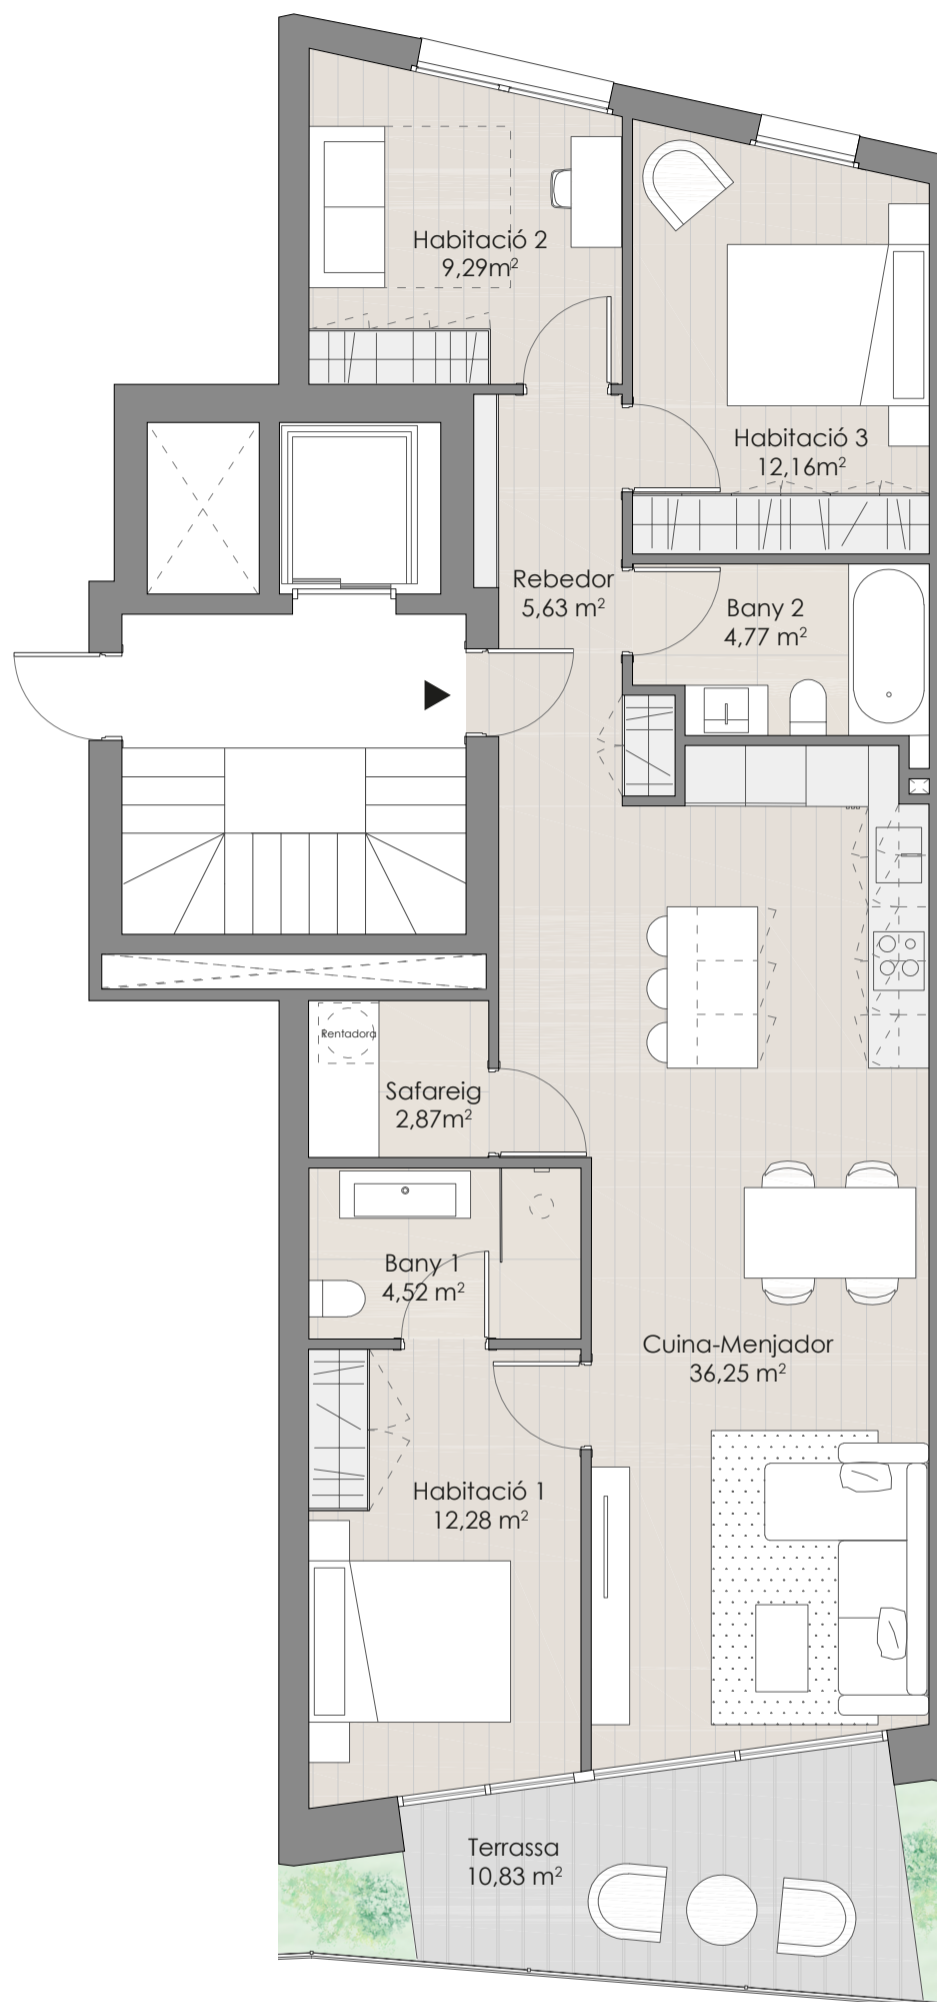 Habitació 2
9,29m²
Habitació 3
12,16m²
Rebedor
5,63 m²
Bany 2
4,77 m²
Rentadora
Safareig
2,87m²
Bany 1
4,52 m²
Cuina-Menjador
36,25 m²
Habitació 1
12,28 m²
Terrassa
10,83 m²